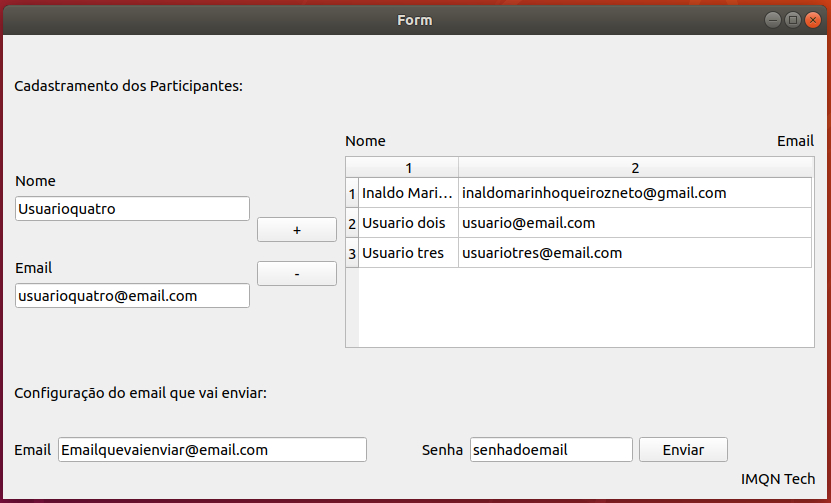 Form
Cadastramento dos Participantes:
Nome Email
1 2
1 Inaldo Mari... inaldomarinhoqueirozneto@gmail.com
2 Usuario dois usuario@email.com
3 Usuario tres usuariotres@email.com
Nome
Usuarioquatro
+
Email
-
usuarioquatro@email.com
Configuração do email que vai enviar:
Email Emailquevaienviar@email.com Senha senhadoemail Enviar
IMQN Tech